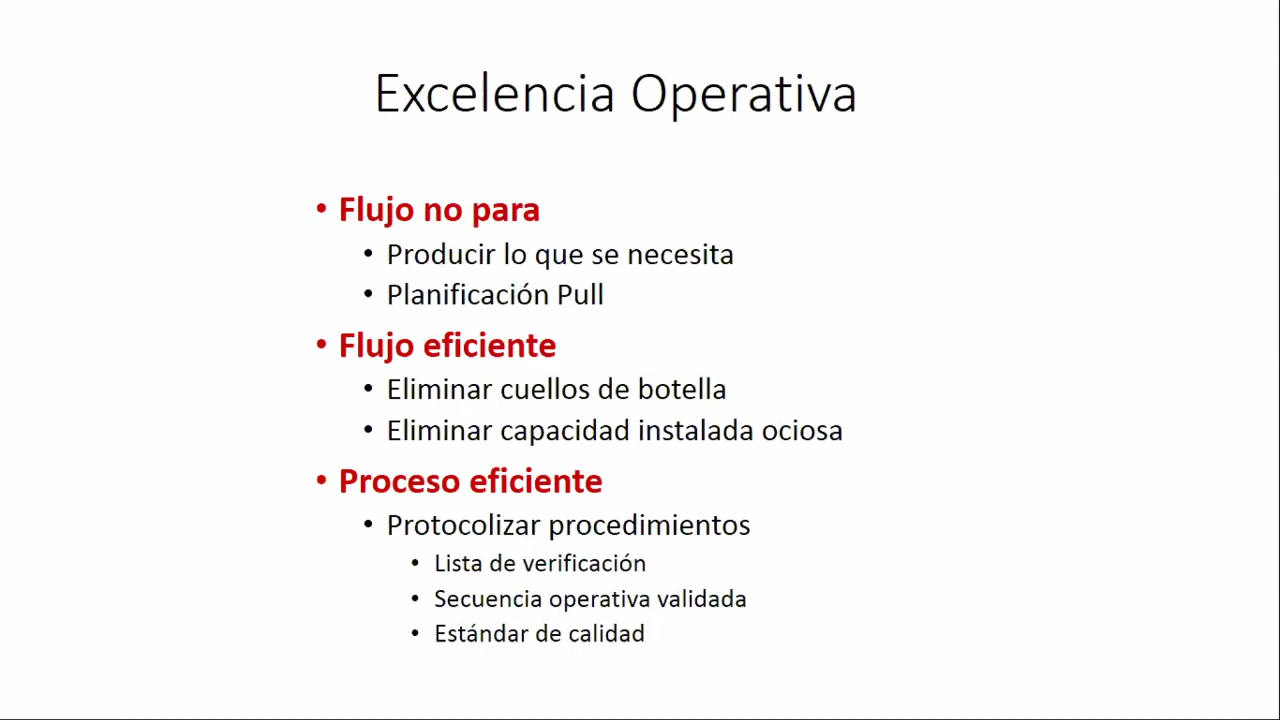 Excelencia Operativa
• Flujo no para
• Producir lo que se necesita
• Planificación Pull
• Flujo eficiente
• Eliminar cuellos de botella
• Eliminar capacidad instalada ociosa
• Proceso eficiente
• Protocolizar procedimientos
• Lista de verificación
• Secuencia operativa validada
• Estándar de calidad